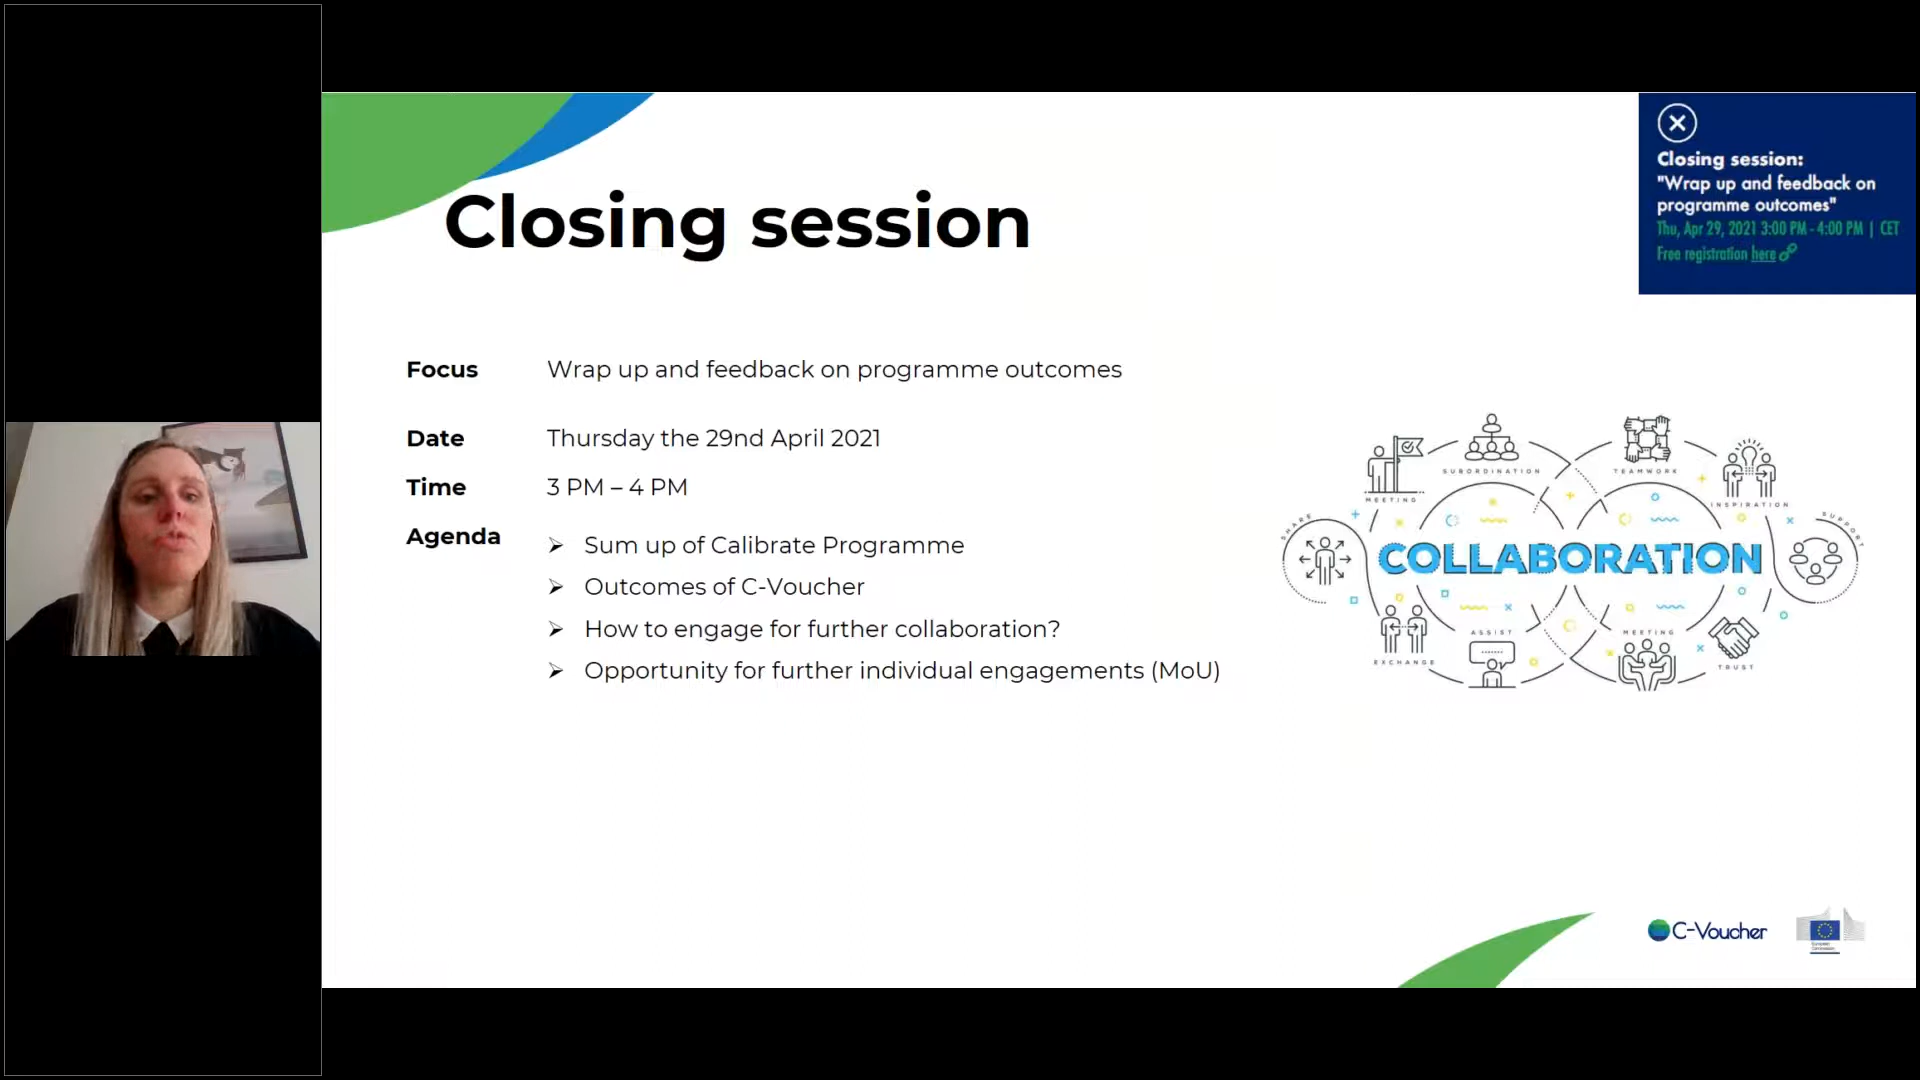 Closing session
Closing session:
"Wrap up and feedback on
programme outcomes"
Thu, Apr 29, 2021 3:00 PM - 4:00 PM | CET
Free registration here
Focus
Wrap up and feedback on programme outcomes
Date
Thursday the 29nd April 2021
Time
3 PM – 4 PM
Agenda
➢ Sum up of Calibrate Programme
➢ Outcomes of C-Voucher
➢ How to engage for further collaboration?
➢ Opportunity for further individual engagements (MoU)
SUBORDINATION
TEAMWORK
MEETING
INSPIRATION
SHARE
SUPPORT
COLLABORATION
EXCHANGE
ASSIST
MEETING
TRUST
C-Voucher
European
Commission